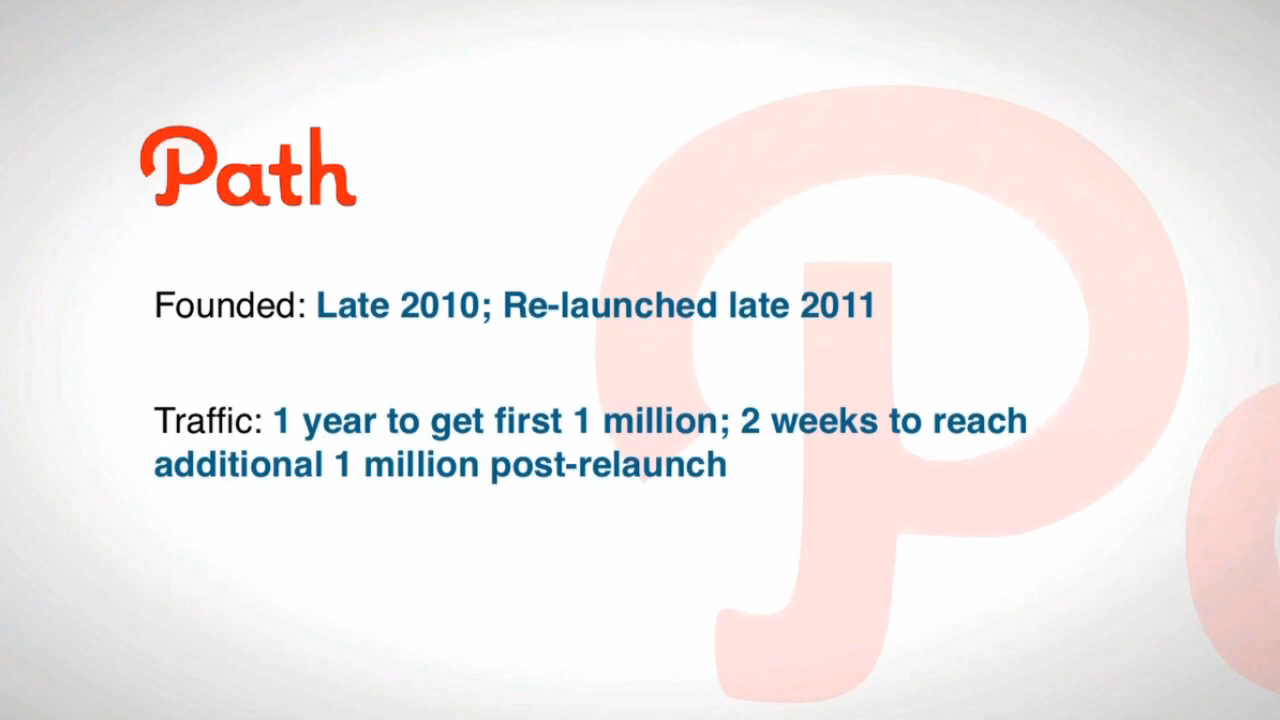 Path
Founded: Late 2010; Re-launched late 2011
Traffic: 1 year to get first 1 million; 2 weeks to reach
additional 1 million post-relaunch